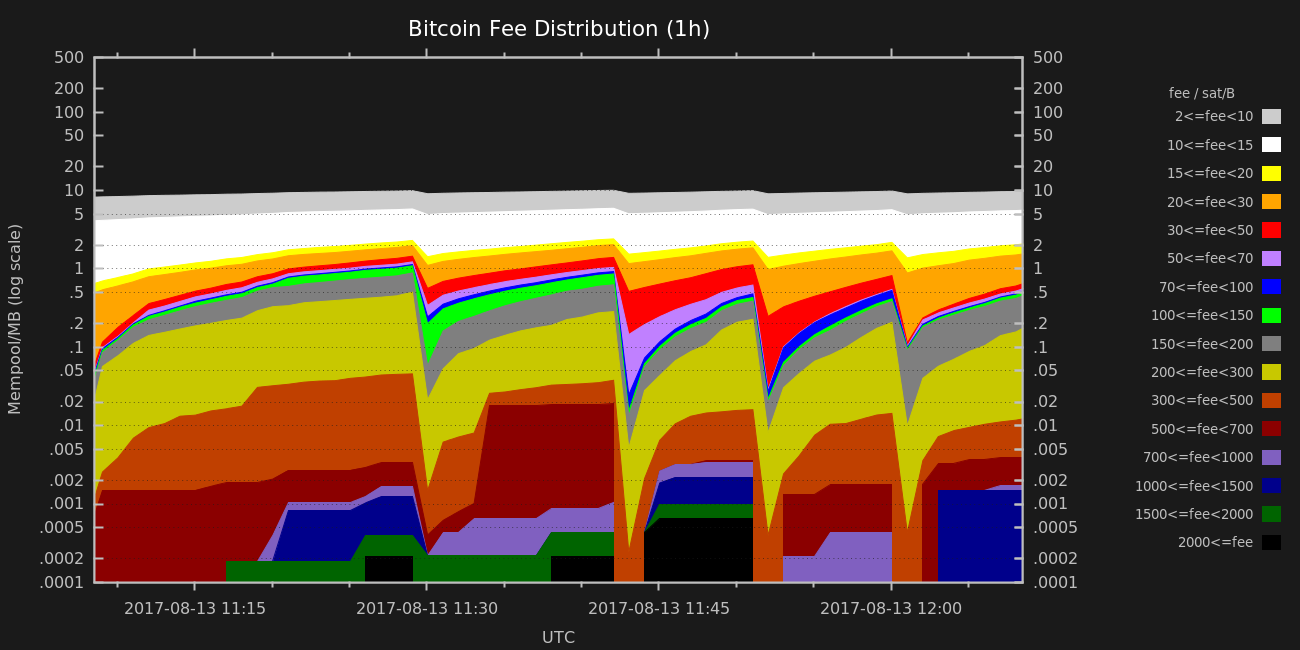 Bitcoin Fee Distribution (1h)
500 500
200 200
100 100
50 50
20 20
10 10
5 5
2 2
1 1
.5 .5
.2 .2
.1 .1
.05 .05
.02 .02
.01 .01
.005 .005
.002 .002
.001 .001
.0005 .0005
.0002 .0002
.0001 .0001
Mempool/MB (log scale)
2017-08-13 11:15 2017-08-13 11:30 2017-08-13 11:45 2017-08-13 12:00
UTC
fee / sat/B
2<=fee<10
10<=fee<15
15<=fee<20
20<=fee<30
30<=fee<50
50<=fee<70
70<=fee<100
100<=fee<150
150<=fee<200
200<=fee<300
300<=fee<500
500<=fee<700
700<=fee<1000
1000<=fee<1500
1500<=fee<2000
2000<=fee